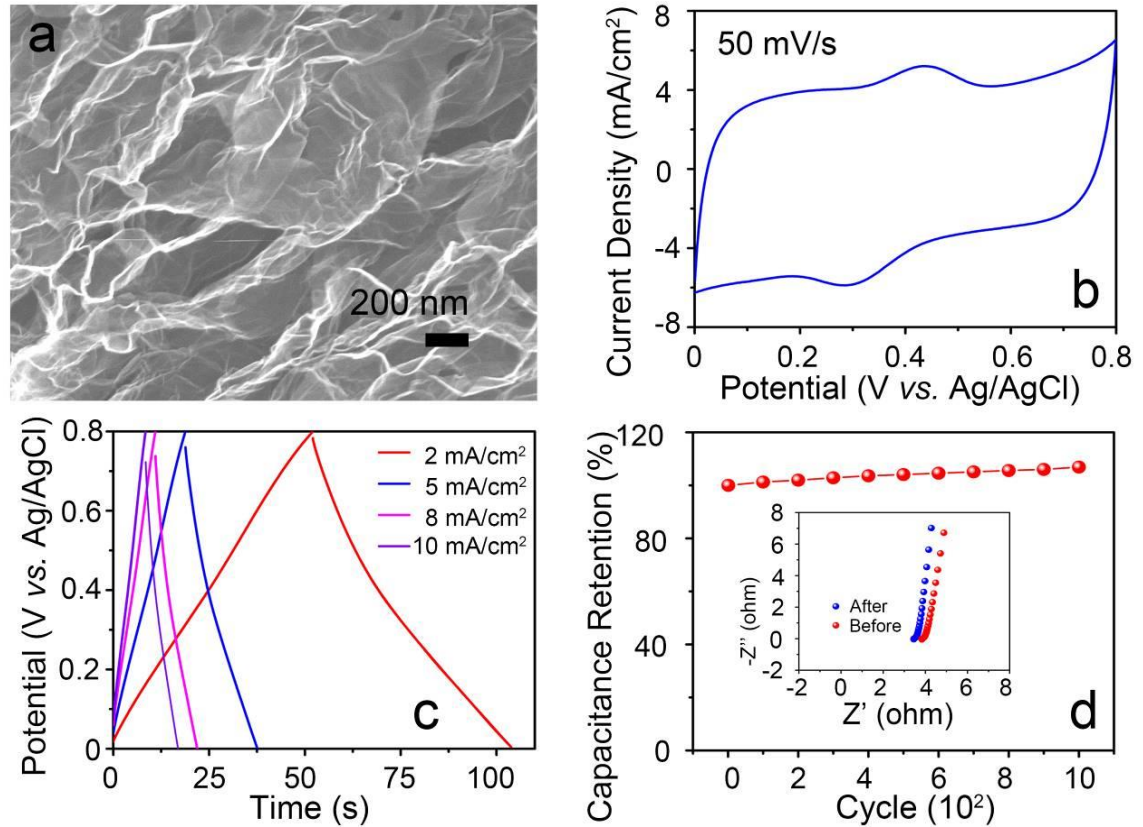 a
200 nm
50 mV/s
b
Current Density (mA/cm²)
8
4
0
-4
-8
0
0.2
0.4
0.6
0.8
Potential (V vs. Ag/AgCl)
Potential (V vs. Ag/AgCl)
0.8
0.6
0.4
0.2
0
2 mA/cm²
5 mA/cm²
8 mA/cm²
10 mA/cm²
c
0
25
50
75
100
Time (s)
Capacitance Retention (%)
120
80
40
0
-Z'' (ohm)
8
6
4
2
0
-2
After
Before
-2
0
2
4
6
8
Z' (ohm)
d
0
2
4
6
8
10
Cycle (10²)